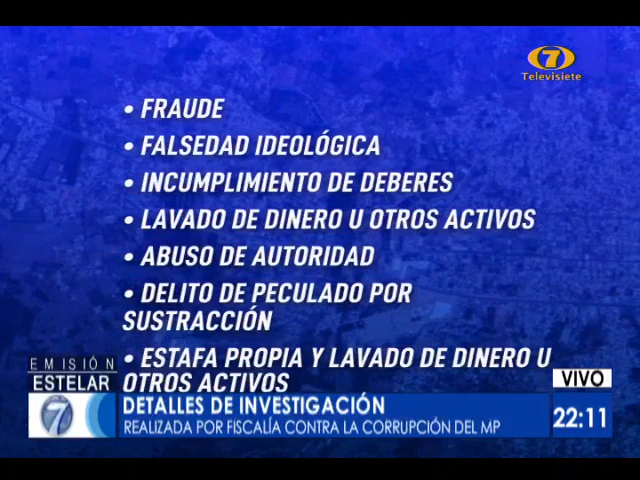 7
Televisiete
• FRAUDE
• FALSEDAD IDEOLÓGICA
• INCUMPLIMIENTO DE DEBERES
• LAVADO DE DINERO U OTROS ACTIVOS
• ABUSO DE AUTORIDAD
• DELITO DE PECULADO POR
SUSTRACCIÓN
• ESTAFA PROPIA Y LAVADO DE DINERO U
OTROS ACTIVOS
EMISIÓN
ESTELAR
7
VIVO
DETALLES DE INVESTIGACIÓN
REALIZADA POR FISCALÍA CONTRA LA CORRUPCIÓN DEL MP
22:11